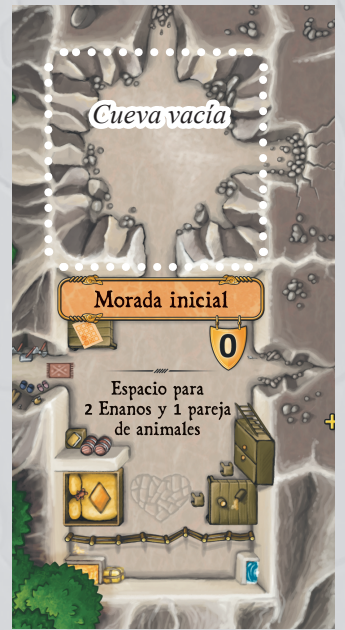 Cueva vacía
Morada inicial
0
Espacio para
2 Enanos y 1 pareja
de animales